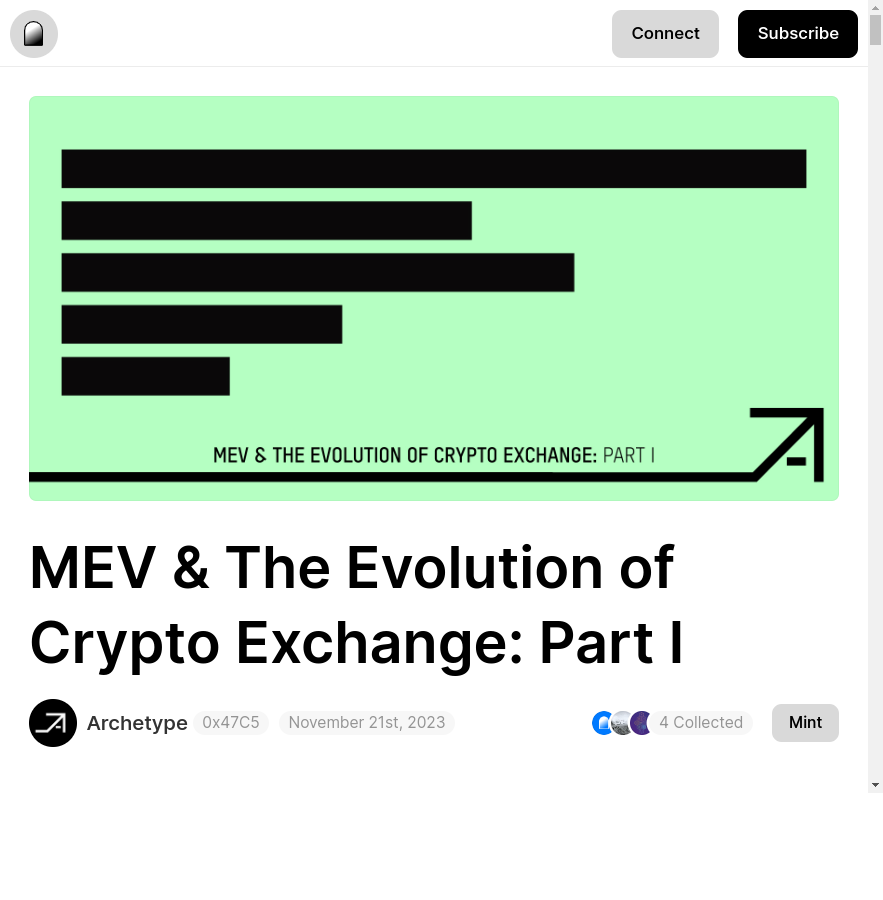 Connect Subscribe
MEV & THE EVOLUTION OF CRYPTO EXCHANGE: PART I
MEV & The Evolution of
Crypto Exchange: Part I
Archetype 0x47C5 November 21st, 2023 4 Collected Mint